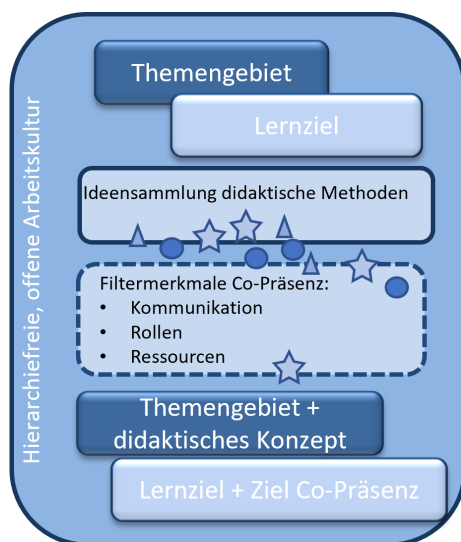 Hierarchiefreie, offene Arbeitskultur
Themengebiet
Lernziel
Ideensammlung didaktische Methoden
Filtermerkmale Co-Präsenz:
• Kommunikation
• Rollen
• Ressourcen
Themengebiet +
didaktisches Konzept
Lernziel + Ziel Co-Präsenz